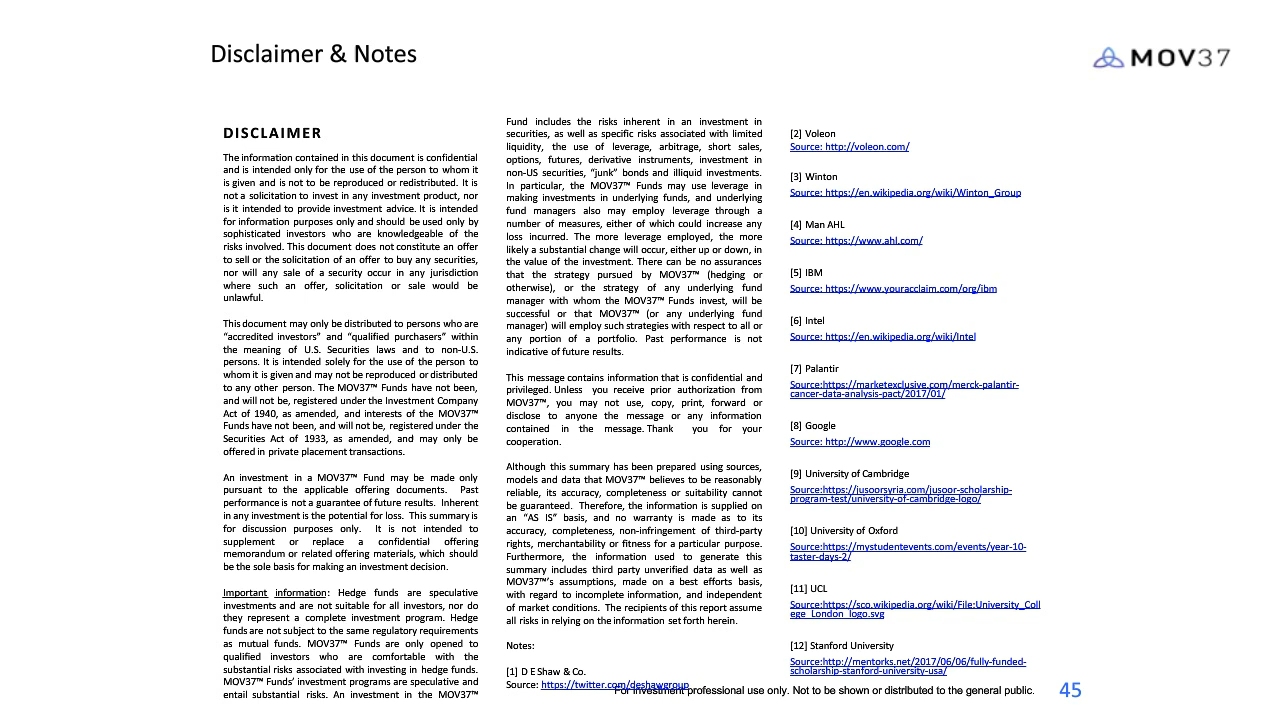 Disclaimer & Notes
MOV37
DISCLAIMER
The information contained in this document is confidential
and is intended only for the use of the person to whom it
is given and is not to be reproduced or redistributed. It is
not a solicitation to invest in any investment product, nor
is it intended to provide investment advice. It is intended
for information purposes only and should be used only by
sophisticated investors who are knowledgeable of the
risks involved. This document does not constitute an offer
to sell or the solicitation of an offer to buy any securities,
nor will any sale of a security occur in any jurisdiction
where such an offer, solicitation or sale would be
unlawful.
This document may only be distributed to persons who are
“accredited investors” and “qualified purchasers” within
the meaning of U.S. Securities laws and to non-U.S.
persons. It is intended solely for the use of the person to
whom it is given and may not be reproduced or distributed
to any other person. The MOV37™ Funds have not been,
and will not be, registered under the Investment Company
Act of 1940, as amended, and interests of the MOV37™
Funds have not been, and will not be, registered under the
Securities Act of 1933, as amended, and may only be
offered in private placement transactions.
An investment in a MOV37™ Fund may be made only
pursuant to the applicable offering documents. Past
performance is not a guarantee of future results. Inherent
in any investment is the potential for loss. This summary is
for discussion purposes only. It is not intended to
supplement or replace a confidential offering
memorandum or related offering materials, which should
be the sole basis for making an investment decision.
Important information: Hedge funds are speculative
investments and are not suitable for all investors, nor do
they represent a complete investment program. Hedge
funds are not subject to the same regulatory requirements
as mutual funds. MOV37™ Funds are only opened to
qualified investors who are comfortable with the
substantial risks associated with investing in hedge funds.
MOV37™ Funds’ investment programs are speculative and
entail substantial risks. An investment in the MOV37™
Fund includes the risks inherent in an investment in
securities, as well as specific risks associated with limited
liquidity, the use of leverage, arbitrage, short sales,
options, futures, derivative instruments, investment in
non-US securities, “junk” bonds and illiquid investments.
In particular, the MOV37™ Funds may use leverage in
making investments in underlying funds, and underlying
fund managers also may employ leverage through a
number of measures, either of which could increase any
loss incurred. The more leverage employed, the more
likely a substantial change will occur, either up or down, in
the value of the investment. There can be no assurances
that the strategy pursued by MOV37™ (hedging or
otherwise), or the strategy of any underlying fund
manager with whom the MOV37™ Funds invest, will be
successful or that MOV37™ (or any underlying fund
manager) will employ such strategies with respect to all or
any portion of a portfolio. Past performance is not
indicative of future results.
This message contains information that is confidential and
privileged. Unless you receive prior authorization from
MOV37™, you may not use, copy, print, forward or
disclose to anyone the message or any information
contained in the message. Thank you for your
cooperation.
Although this summary has been prepared using sources,
models and data that MOV37™ believes to be reasonably
reliable, its accuracy, completeness or suitability cannot
be guaranteed. Therefore, the information is supplied on
an “AS IS” basis, and no warranty is made as to its
accuracy, completeness, non-infringement of third-party
rights, merchantability or fitness for a particular purpose.
Furthermore, the information used to generate this
summary includes third party unverified data as well as
MOV37™’s assumptions, made on a best efforts basis,
with regard to incomplete information, and independent
of market conditions. The recipients of this report assume
all risks in relying on the information set forth herein.
Notes:
[1] D E Shaw & Co.
Source: https://twitter.com/deshawgroup
[2] Voleon
Source: http://voleon.com/
[3] Winton
Source: https://en.wikipedia.org/wiki/Winton_Group
[4] Man AHL
Source: https://www.ahl.com/
[5] IBM
Source: https://www.youracclaim.com/org/ibm
[6] Intel
Source: https://en.wikipedia.org/wiki/Intel
[7] Palantir
Source:https://marketexclusive.com/merck-palantir-
cancer-data-analysis-pact/2017/01/
[8] Google
Source: http://www.google.com
[9] University of Cambridge
Source:https://jusoorsyria.com/jusoor-scholarship-
program-test/university-of-cambridge-logo/
[10] University of Oxford
Source:https://mystudentevents.com/events/year-10-
taster-days-2/
[11] UCL
Source:https://sco.wikipedia.org/wiki/File:University_Coll
ege_London_logo.svg
[12] Stanford University
Source:http://mentorks.net/2017/06/06/fully-funded-
scholarship-stanford-university-usa/
For investment professional use only. Not to be shown or distributed to the general public.
45